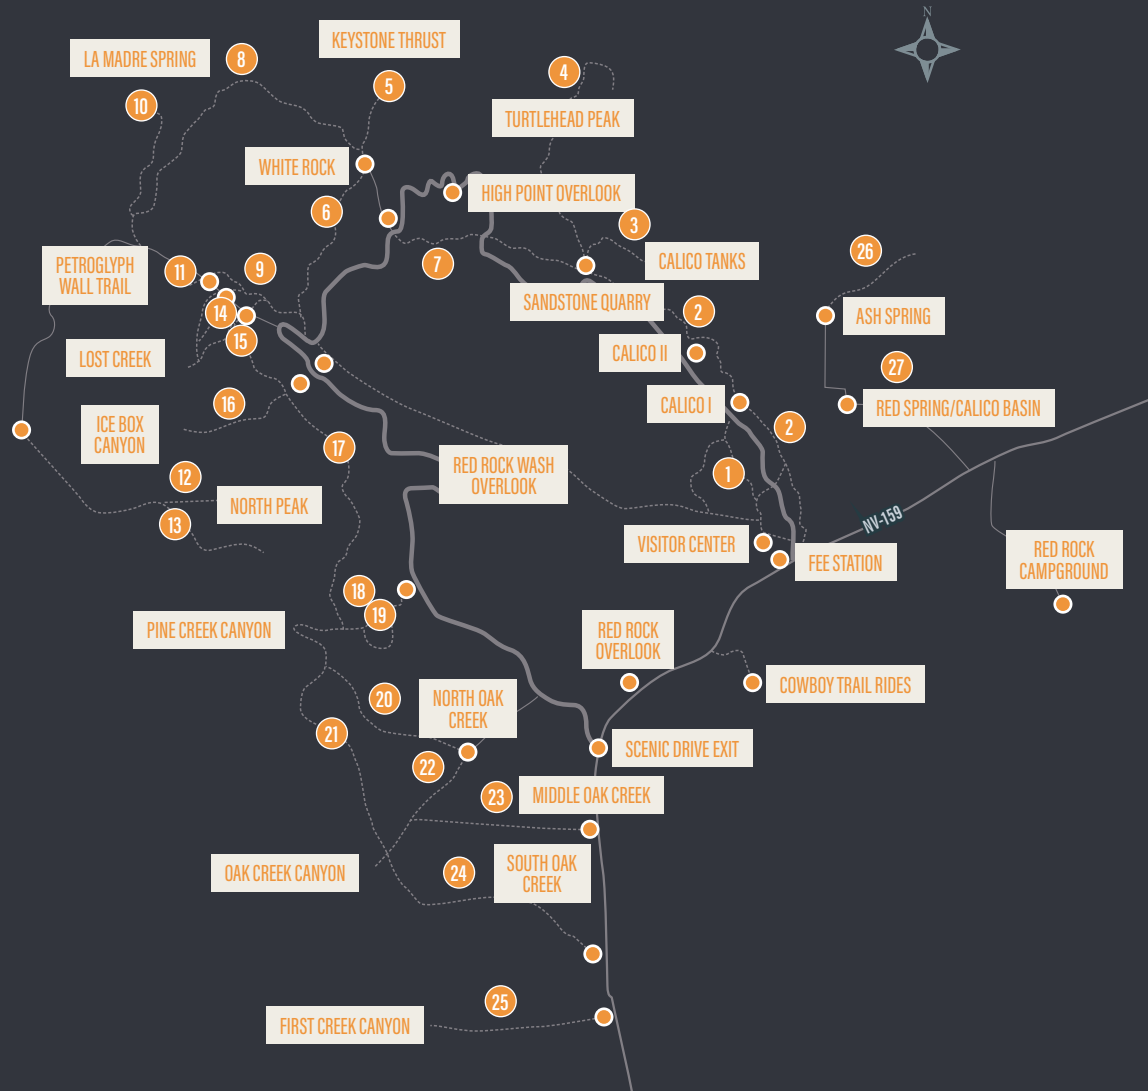 N
KEYSTONE THRUST
LA MADRE SPRING
8
4
5
10
TURTLEHEAD PEAK
WHITE ROCK
HIGH POINT OVERLOOK
6
3
26
PETROGLYPH
WALL TRAIL
11
9
7
CALICO TANKS
SANDSTONE QUARRY
14
2
ASH SPRING
15
LOST CREEK
CALICO II
27
16
CALICO I
RED SPRING/CALICO BASIN
ICE BOX
CANYON
17
2
12
RED ROCK WASH
OVERLOOK
1
NORTH PEAK
13
NV-159
VISITOR CENTER
FEE STATION
RED ROCK
CAMPGROUND
18
19
PINE CREEK CANYON
RED ROCK
OVERLOOK
COWBOY TRAIL RIDES
20
NORTH OAK
CREEK
21
SCENIC DRIVE EXIT
22
23
MIDDLE OAK CREEK
OAK CREEK CANYON
24
SOUTH OAK
CREEK
25
FIRST CREEK CANYON